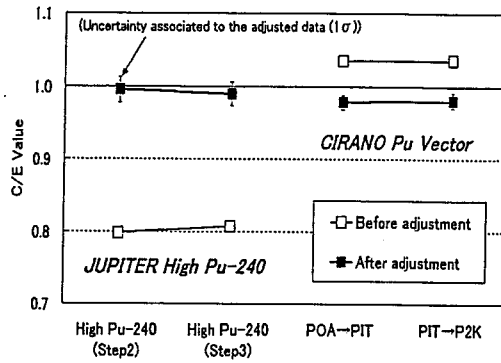 1.1
(Uncertainty associated to the adjusted data (1σ))
1.0
CIRANO Pu Vector
C/E Value
0.9
Before adjustment
0.8
After adjustment
JUPITER High Pu-240
0.7
High Pu-240 High Pu-240 POA→PIT PIT→P2K
(Step2) (Step3)